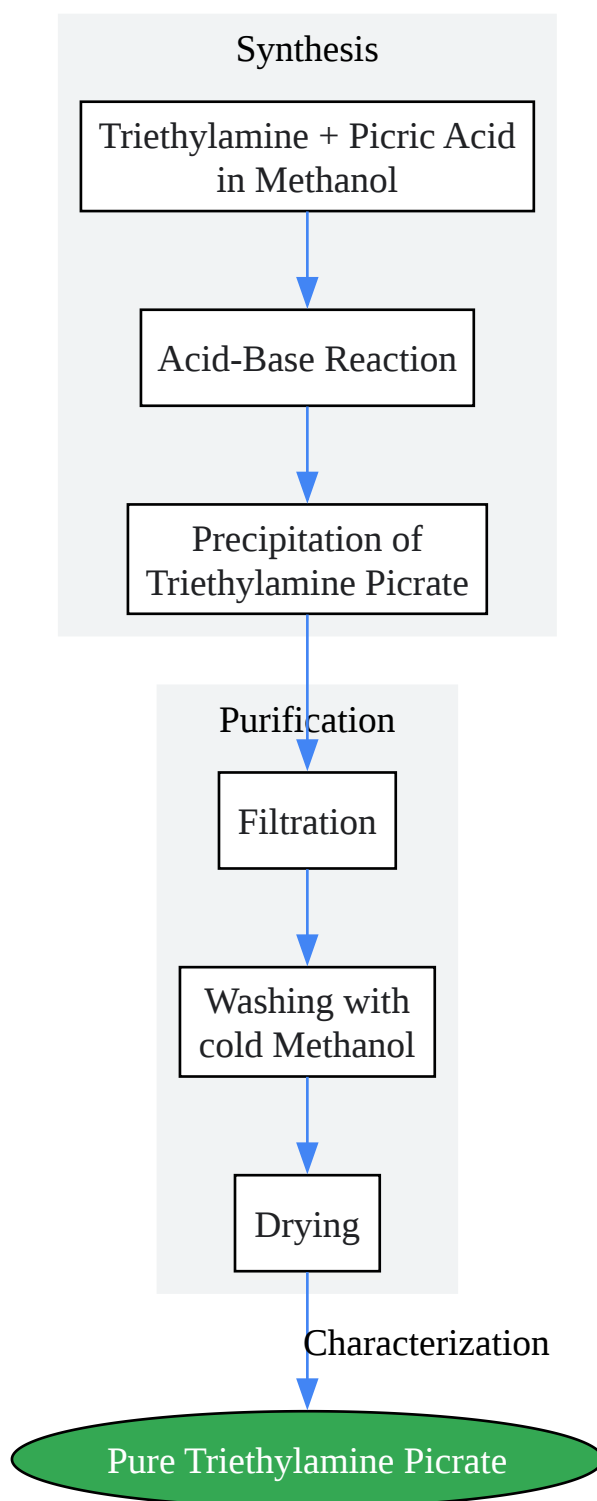 Synthesis
Triethylamine + Picric Acid
in Methanol
Acid-Base Reaction
Precipitation of
Triethylamine Picrate
Purification
Filtration
Washing with
cold Methanol
Drying
Characterization
Pure Triethylamine Picrate